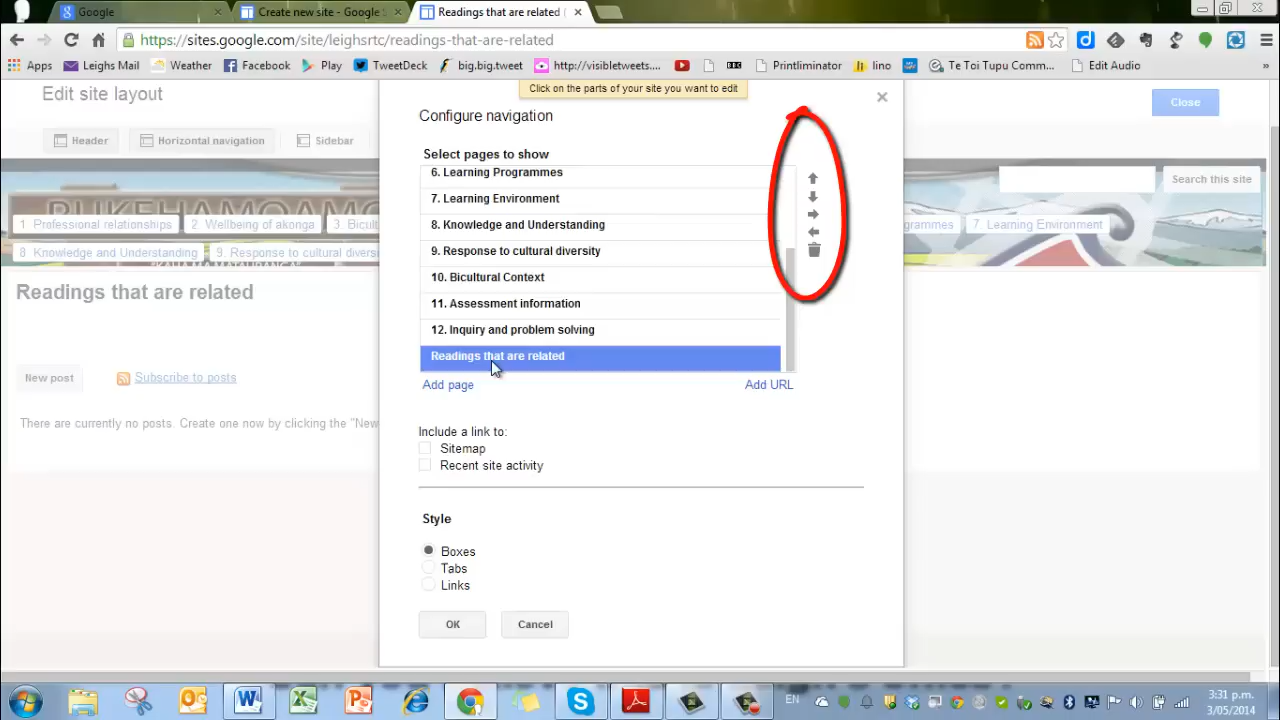 Google
Create new site - Google S
Readings that are related (
https://sites.google.com/site/leighsrtc/readings-that-are-related
Apps
Leighs Mail
Weather
Facebook
Play
TweetDeck
big.big.tweet
http://visibletweets....
BBC
Printliminator
lino
Te Toi Tupu Comm...
Edit Audio
»
Click on the parts of your site you want to edit
Edit site layout
Close
Header
Horizontal navigation
Sidebar
Search this site
PUKEHAMOAMO
1 Professional relationships
2. Wellbeing of akonga
3. Bicult
grammes
7. Learning Environment
8 Knowledge and Understanding
9. Response to cultural diversi
Readings that are related
New post
Subscribe to posts
There are currently no posts. Create one now by clicking the "New
Configure navigation
Select pages to show
6. Learning Programmes
7. Learning Environment
8. Knowledge and Understanding
9. Response to cultural diversity
10. Bicultural Context
11. Assessment information
12. Inquiry and problem solving
Readings that are related
Add page
Add URL
Include a link to:
Sitemap
Recent site activity
Style
Boxes
Tabs
Links
OK
Cancel
EN
3:31 p.m.
3/05/2014